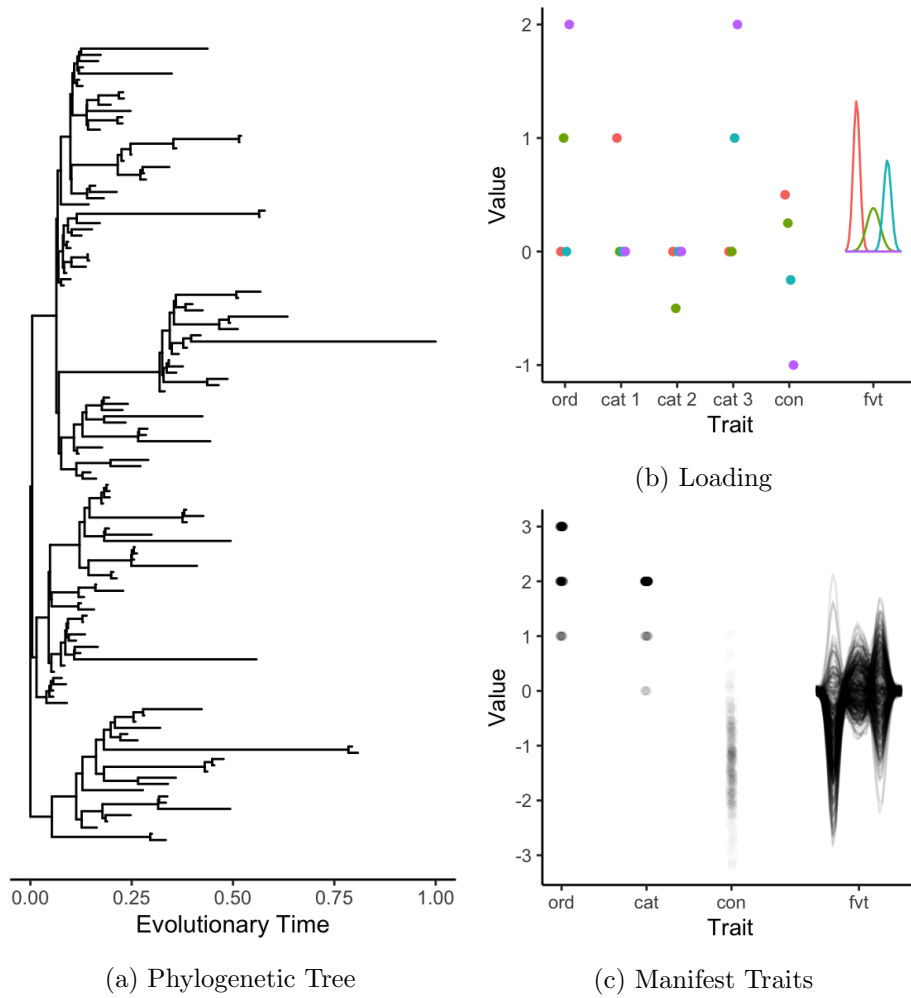 0.00 0.25 0.50 0.75 1.00
Evolutionary Time
(a) Phylogenetic Tree
2
1
0
-1
Value
ord cat 1 cat 2 cat 3 con fvt
Trait
(b) Loading
3
2
1
0
-1
-2
-3
Value
ord cat con fvt
Trait
(c) Manifest Traits